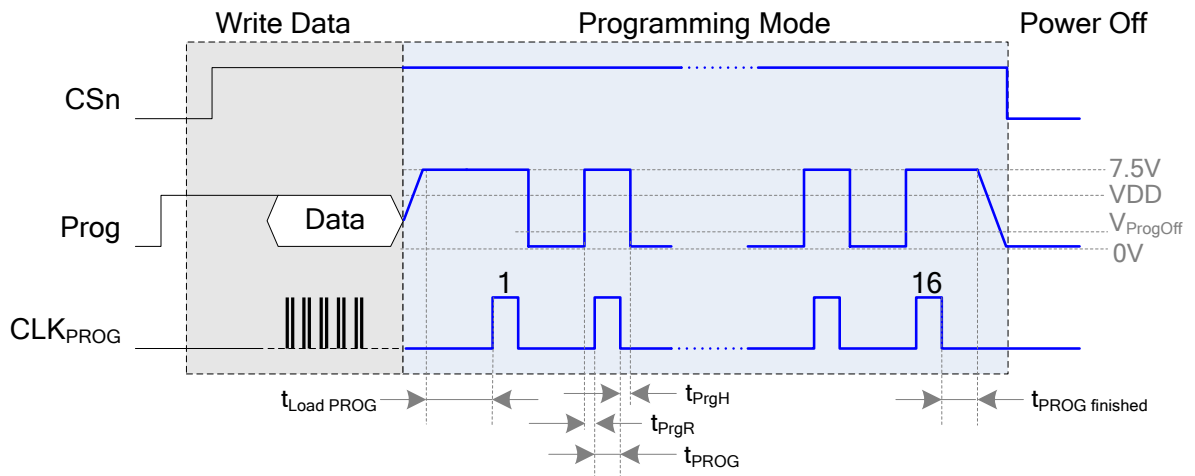 Write Data Programming Mode Power Off
CSn
7.5V
VDD
Prog Data
VProgOff
0V
1 16
CLKPROG
tLoad PROG tPrgH tPROG finished
tPrgR
tPROG